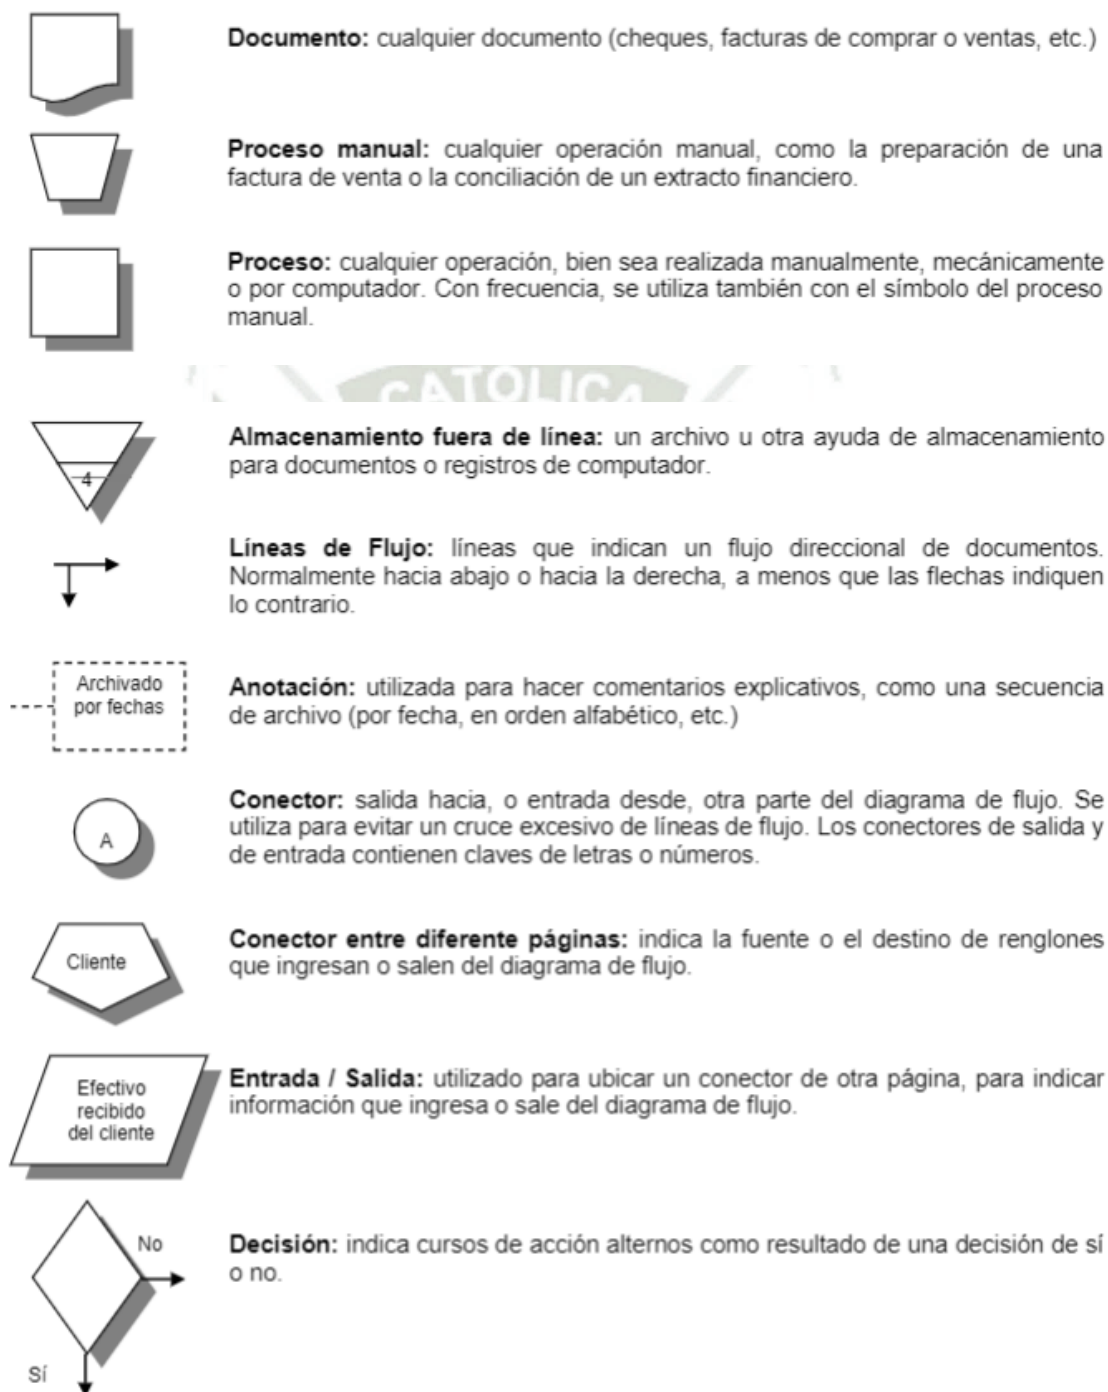 Documento: cualquier documento (cheques, facturas de comprar o ventas, etc.)
Proceso manual: cualquier operación manual, como la preparación de una
factura de venta o la conciliación de un extracto financiero.
Proceso: cualquier operación, bien sea realizada manualmente, mecánicamente
o por computador. Con frecuencia, se utiliza también con el símbolo del proceso
manual.
CATOLICA
Almacenamiento fuera de línea: un archivo u otra ayuda de almacenamiento
para documentos o registros de computador.
4
Líneas de Flujo: líneas que indican un flujo direccional de documentos.
Normalmente hacia abajo o hacia la derecha, a menos que las flechas indiquen
lo contrario.
Archivado
por fechas
Anotación: utilizada para hacer comentarios explicativos, como una secuencia
de archivo (por fecha, en orden alfabético, etc.)
A
Conector: salida hacia, o entrada desde, otra parte del diagrama de flujo. Se
utiliza para evitar un cruce excesivo de líneas de flujo. Los conectores de salida y
de entrada contienen claves de letras o números.
Cliente
Conector entre diferente páginas: indica la fuente o el destino de renglones
que ingresan o salen del diagrama de flujo.
Efectivo
recibido
del cliente
Entrada / Salida: utilizado para ubicar un conector de otra página, para indicar
información que ingresa o sale del diagrama de flujo.
No
Decisión: indica cursos de acción alternos como resultado de una decisión de sí
o no.
Sí